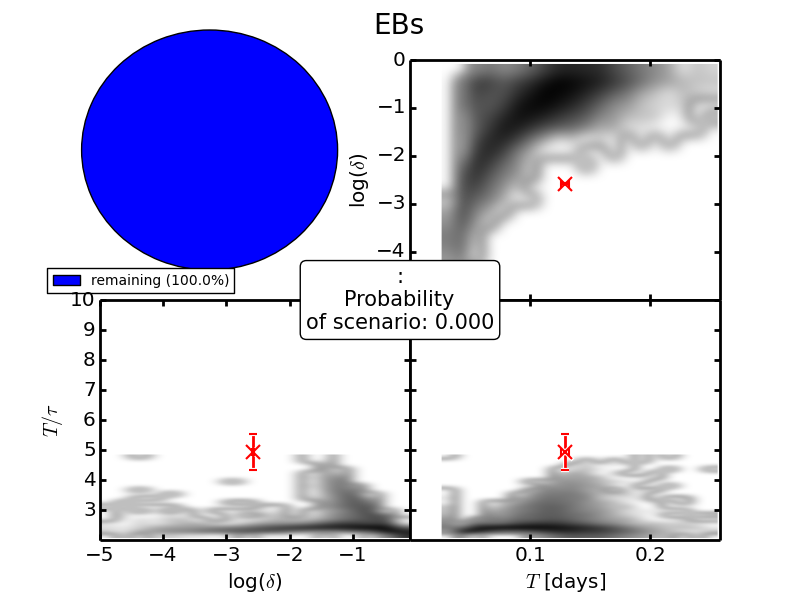 EBs
0
−1
−2
−3
−4
log(δ)
remaining (100.0%)
:
Probability
of scenario: 0.000
10
9
8
7
6
5
4
3
T/τ
−5 −4 −3 −2 −1
log(δ)
0.1 0.2
T [days]